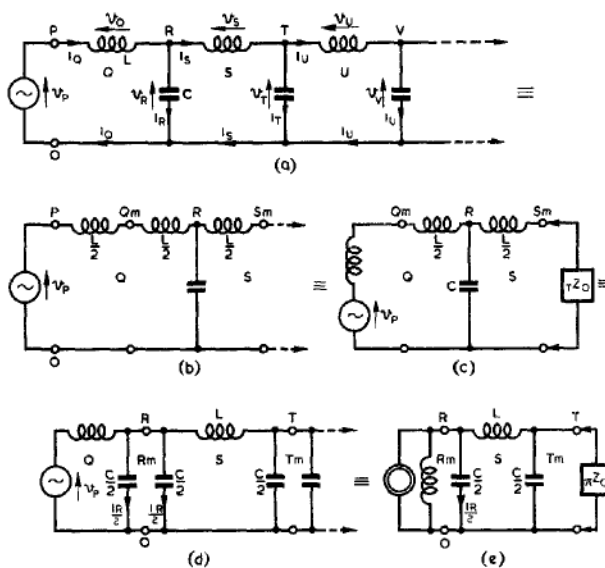 v_Q v_S v_U
P R T V
i_Q L i_S i_U
Q S U
v_P v_R C v_T v_V
i_R i_T i_U
i_Q i_S i_U
O
(a)
P Qm R Sm
L/2 L/2 L/2
Q S
v_P
O
(b)
Qm R Sm
L/2 L/2
Q S
C
v_P
(c)
R L T
Q Rm S Tm
C/2 C/2 C/2
v_P
i_R/2 i_R/2
O
(d)
R L T
Rm S Tm
C/2 C/2
i_R/2
O
(e)